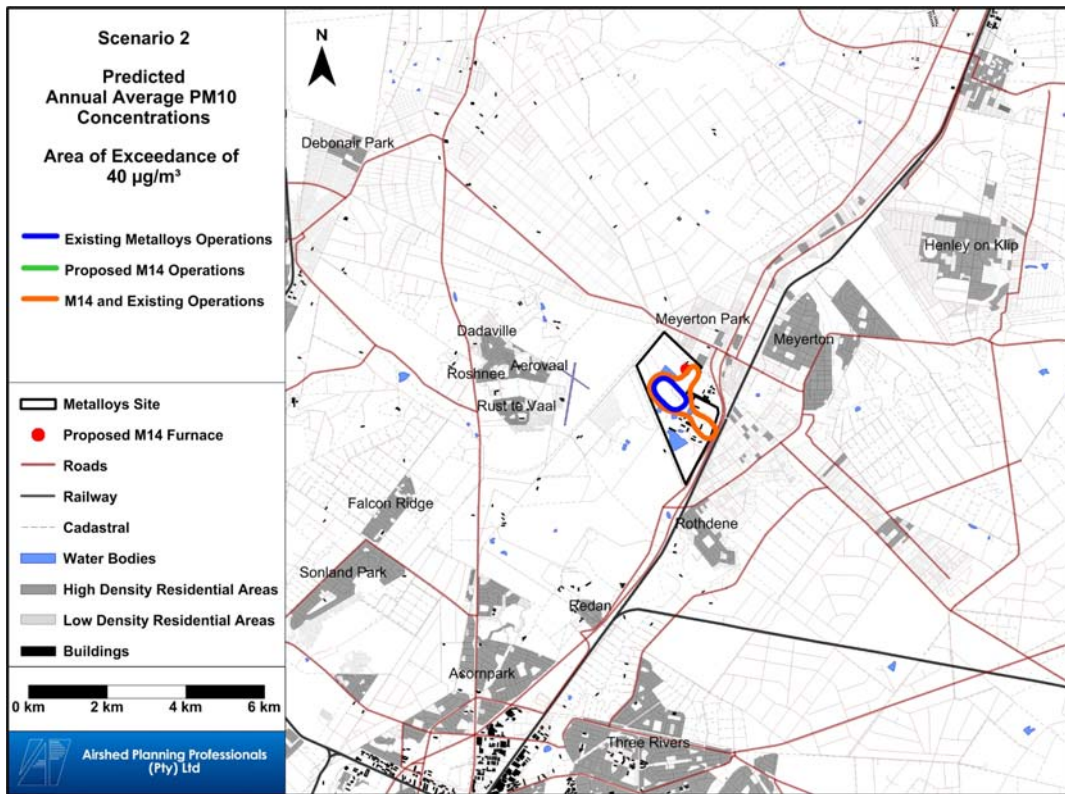 Scenario 2
Predicted
Annual Average PM10
Concentrations
Area of Exceedance of
40 µg/m³
Existing Metalloys Operations
Proposed M14 Operations
M14 and Existing Operations
Metalloys Site
Proposed M14 Furnace
Roads
Railway
Cadastral
Water Bodies
High Density Residential Areas
Low Density Residential Areas
Buildings
0 km 2 km 4 km 6 km
Airshed Planning Professionals
(Pty) Ltd
N
Debonair Park
Henley on Klip
Meyerton Park
Dadaville
Meyerton
Roshnee
Aerovaal
Rust te Vaal
Falcon Ridge
Rothdene
Sonland Park
Redan
Acornpark
Three Rivers